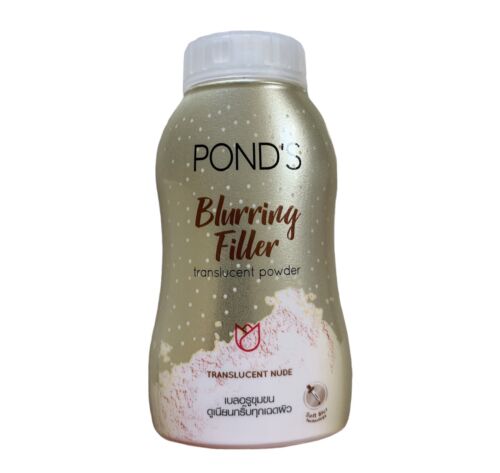 POND'S
Blurring
Filler
translucent powder
TRANSLUCENT NUDE
เบลอรูขุมขน
ดูเนียนกริบทุกเฉดผิว